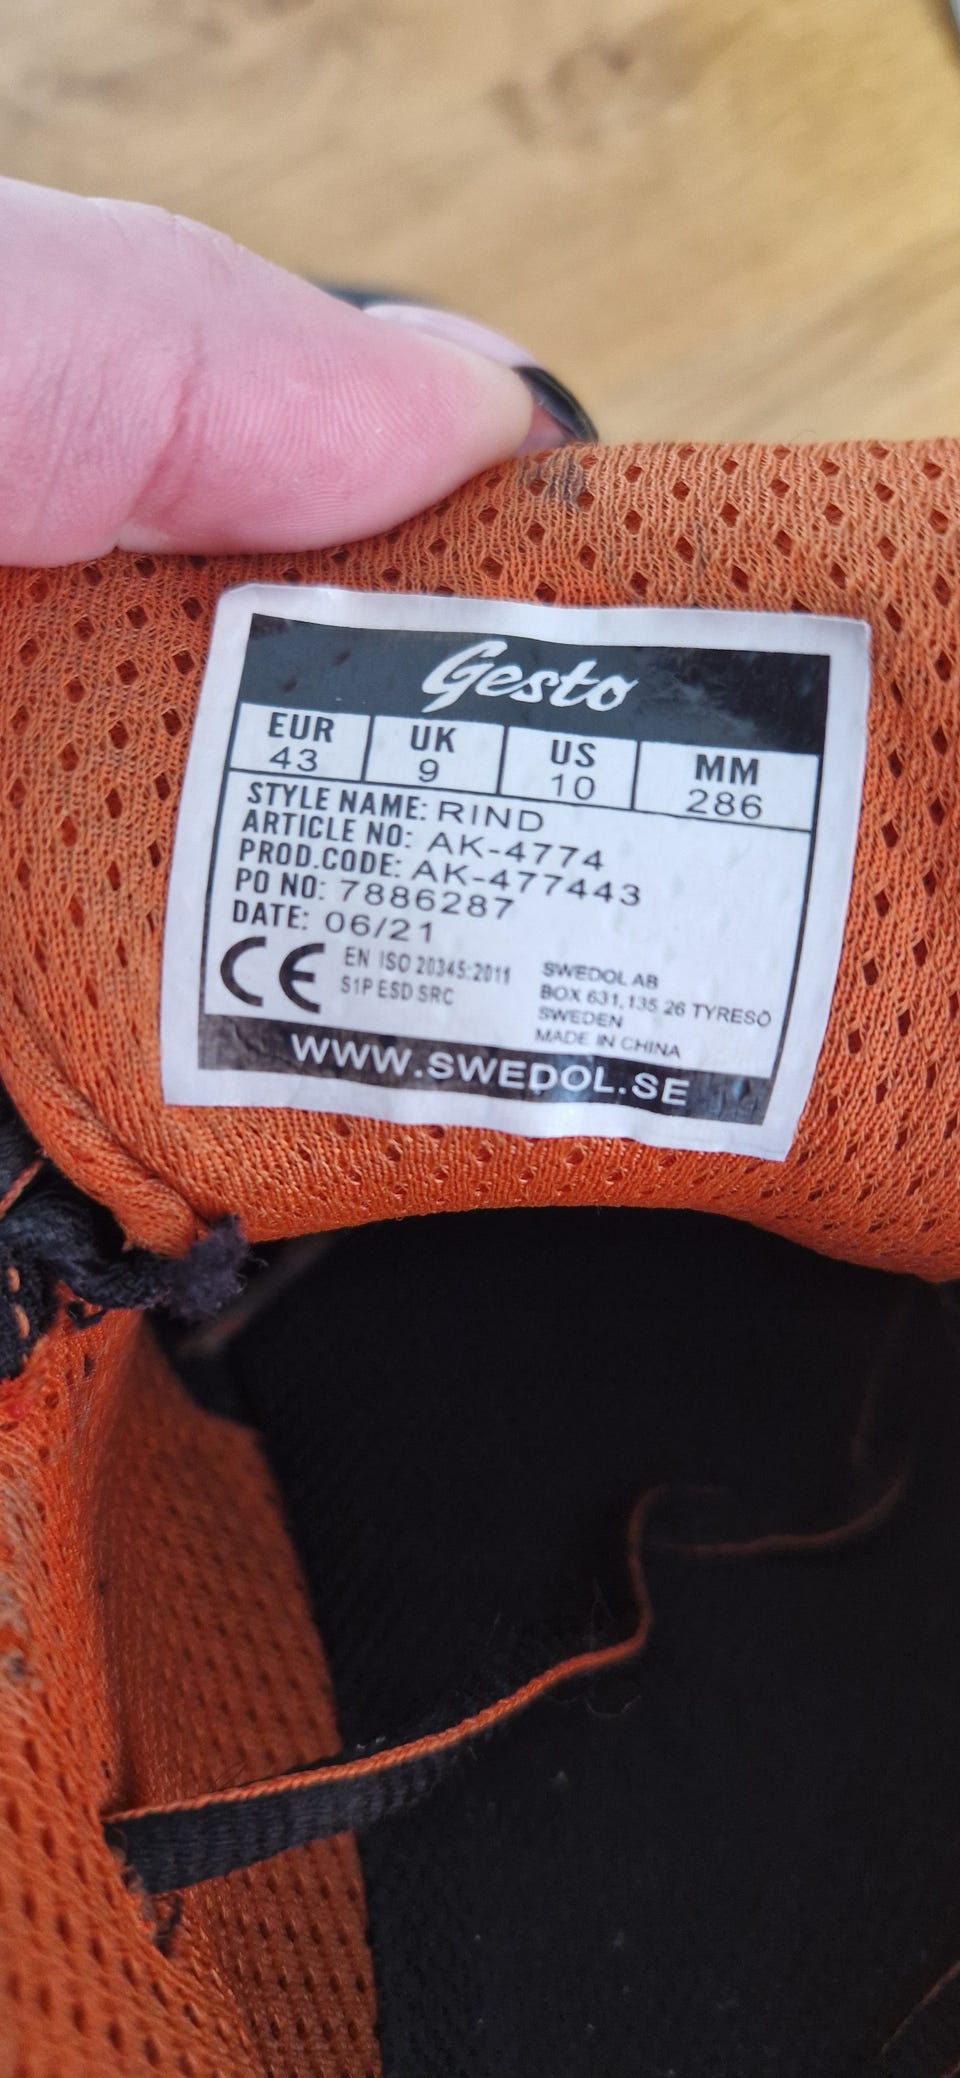 Gesto
EUR UK US MM
43 9 10 286
STYLE NAME: RIND
ARTICLE NO: AK-4774
PROD.CODE: AK-477443
PO NO: 7886287
DATE: 06/21
CE
EN ISO 20345:2011
S1P ESD SRC
SWEDOL AB
BOX 631, 135 26 TYRESÖ
SWEDEN
MADE IN CHINA
WWW.SWEDOL.SE